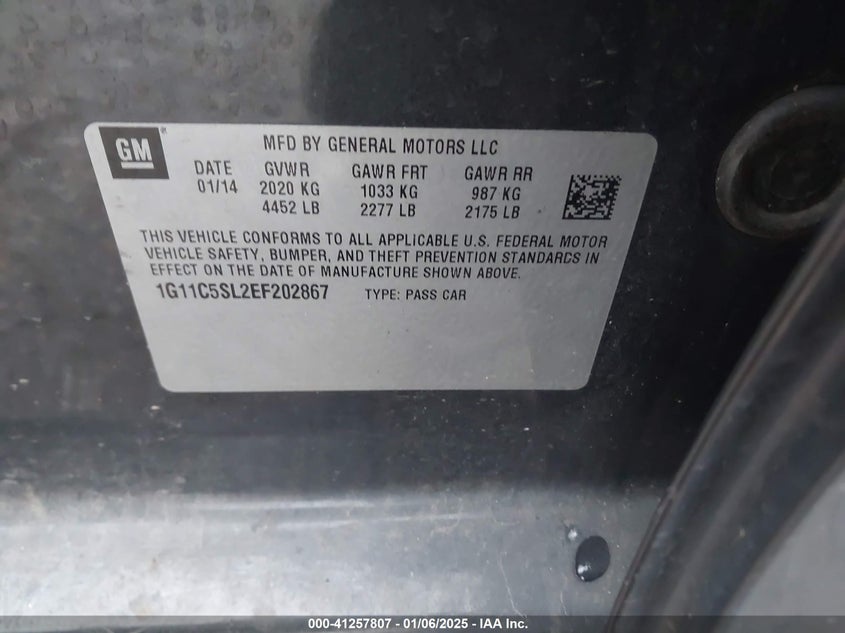 GM
MFD BY GENERAL MOTORS LLC
DATE GVWR GAWR FRT GAWR RR
01/14 2020 KG 1033 KG 987 KG
4452 LB 2277 LB 2175 LB
THIS VEHICLE CONFORMS TO ALL APPLICABLE U.S. FEDERAL MOTOR
VEHICLE SAFETY, BUMPER, AND THEFT PREVENTION STANDARDS IN
EFFECT ON THE DATE OF MANUFACTURE SHOWN ABOVE.
1G11C5SL2EF202867 TYPE: PASS CAR
000-41257807 - 01/06/2025 - IAA Inc.